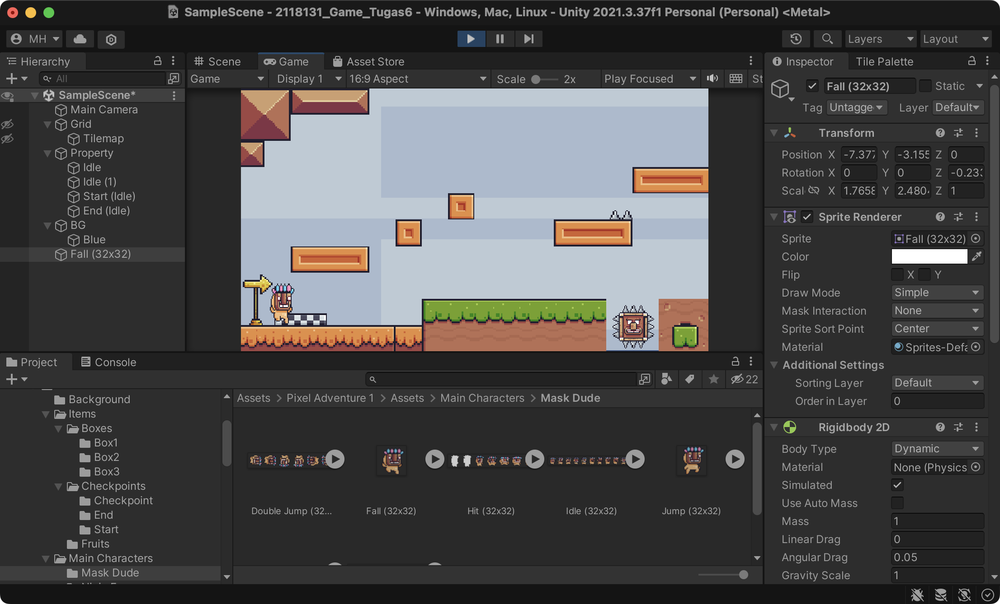 SampleScene - 2118131_Game_Tugas6 - Windows, Mac, Linux - Unity 2021.3.37f1 Personal (Personal) <Metal>
MH
Layers
Layout
Hierarchy
All
SampleScene*
Main Camera
Grid
Tilemap
Property
Idle
Idle (1)
Start (Idle)
End (Idle)
BG
Blue
Fall (32x32)
Scene
Game
Asset Store
Game
Display 1
16:9 Aspect
Scale
2x
Play Focused
St
Inspector
Tile Palette
Fall (32x32)
Static
Tag
Untagge
Layer
Default
Transform
Position X -7.377 Y -3.155 Z 0
Rotation X 0 Y 0 Z -0.23
Scal X 1.7658 Y 2.480 Z 1
Sprite Renderer
Sprite
Fall (32x32)
Color
Flip
X
Y
Draw Mode
Simple
Mask Interaction
None
Sprite Sort Point
Center
Material
Sprites-Defa
Additional Settings
Sorting Layer
Default
Order in Layer
0
Rigidbody 2D
Body Type
Dynamic
Material
None (Physics
Simulated
Use Auto Mass
Mass
1
Linear Drag
0
Angular Drag
0.05
Gravity Scale
1
Project
Console
22
Background
Items
Boxes
Box1
Box2
Box3
Checkpoints
Checkpoint
End
Start
Fruits
Main Characters
Mask Dude
Assets > Pixel Adventure 1 > Assets > Main Characters > Mask Dude
Double Jump (32...
Fall (32x32)
Hit (32x32)
Idle (32x32)
Jump (32x32)